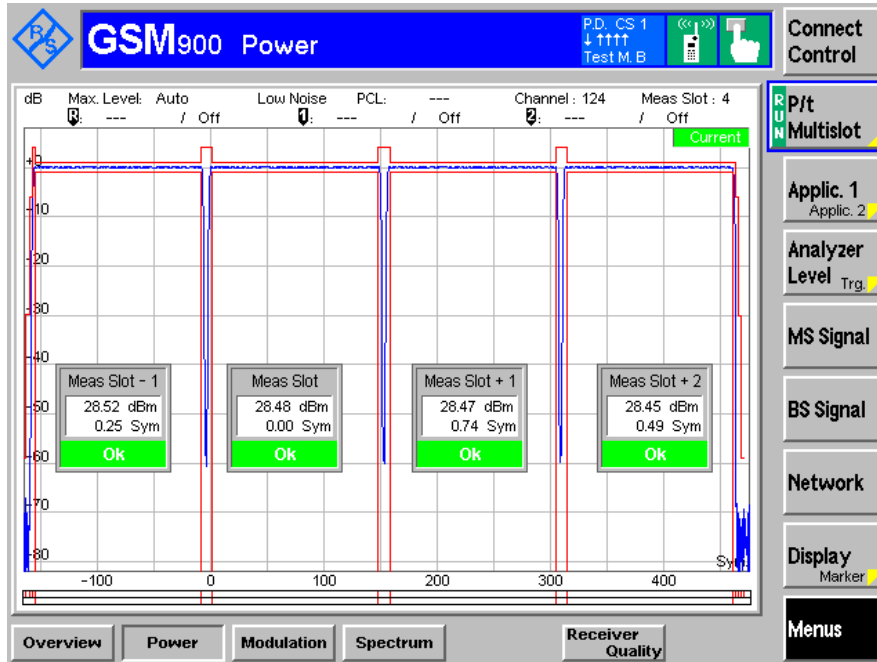 R&S
GSM900 Power
P.D. CS 1
↓ ↑↑↑↑
Test M. B
Connect
Control
dB Max. Level: Auto Low Noise PCL: --- Channel : 124 Meas Slot : 4
R: --- / Off 1: --- / Off 2: --- / Off
Current
RUN
P/t
Multislot
Applic. 1
Applic. 2
Analyzer
Level Trg.
MS Signal
BS Signal
Network
Display
Marker
Menus
+0
-10
-20
-30
-40
-50
-60
-70
-80
Meas Slot - 1
28.52 dBm
0.25 Sym
Ok
Meas Slot
28.48 dBm
0.00 Sym
Ok
Meas Slot + 1
28.47 dBm
0.74 Sym
Ok
Meas Slot + 2
28.45 dBm
0.49 Sym
Ok
-100 0 100 200 300 400
Overview Power Modulation Spectrum Receiver
Quality